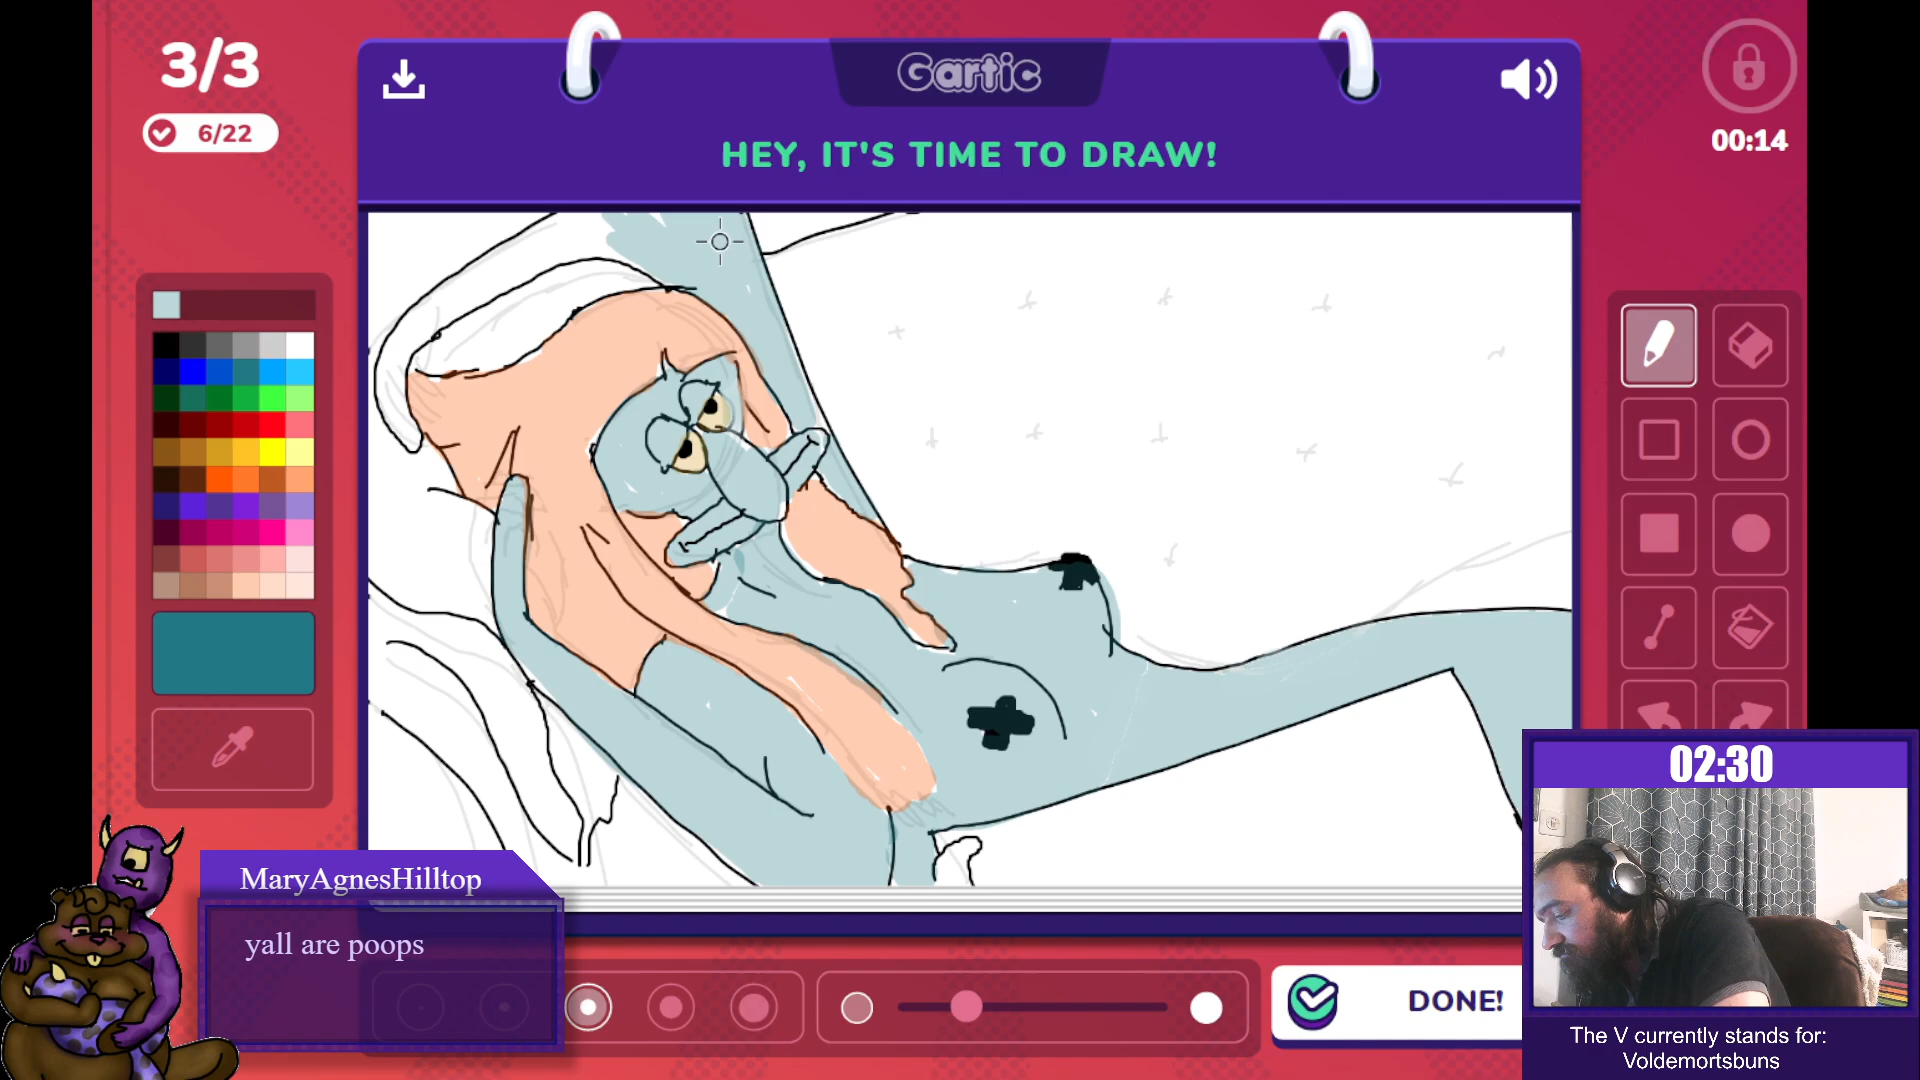 3/3
6/22
Gartic
00:14
HEY, IT'S TIME TO DRAW!
02:30
MaryAgnesHilltop
yall are poops
DONE!
The V currently stands for:
Voldemortsbuns